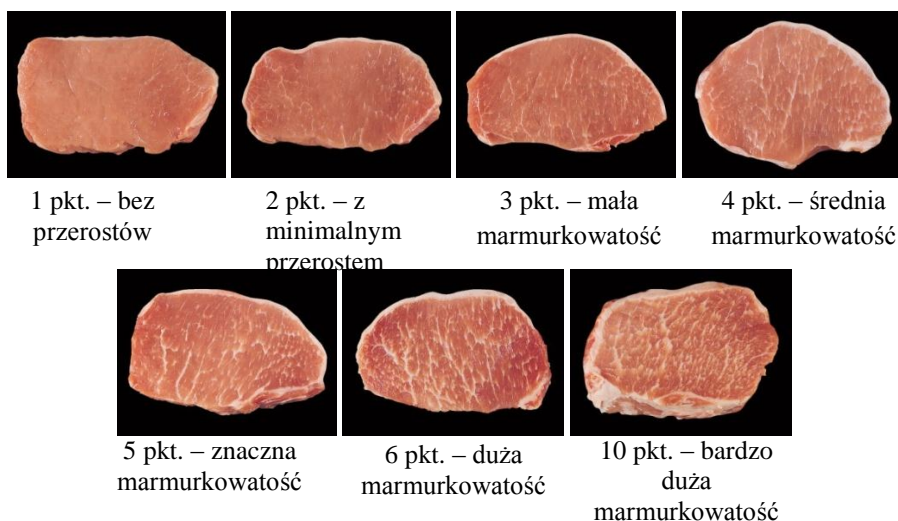 1 pkt. – bez
przerostów
2 pkt. – z
minimalnym
przerostem
3 pkt. – mała
marmurkowatość
4 pkt. – średnia
marmurkowatość
5 pkt. – znaczna
marmurkowatość
6 pkt. – duża
marmurkowatość
10 pkt. – bardzo
duża
marmurkowatość